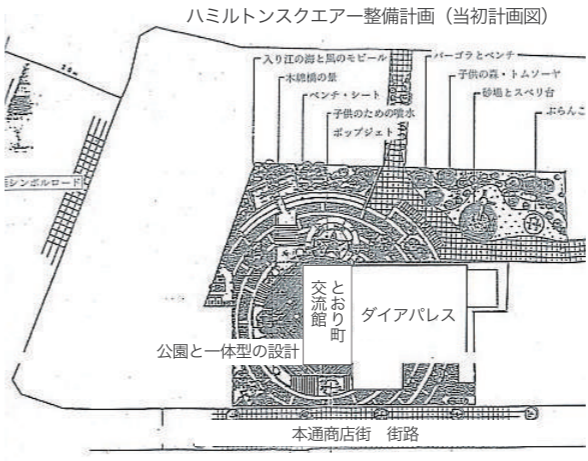 ハミルトンスクエアー整備計画（当初計画図）
入り江の海と風のモビール
木綿橋の景
ベンチ・シート
子供のための噴水
ポップジェット
パーゴラとベンチ
子供の森・トムソーヤ
砂場とスベリ台
ぶらんこ
シンボルロード
とおり町
交流館
ダイアパレス
公園と一体型の設計
本通商店街　街路